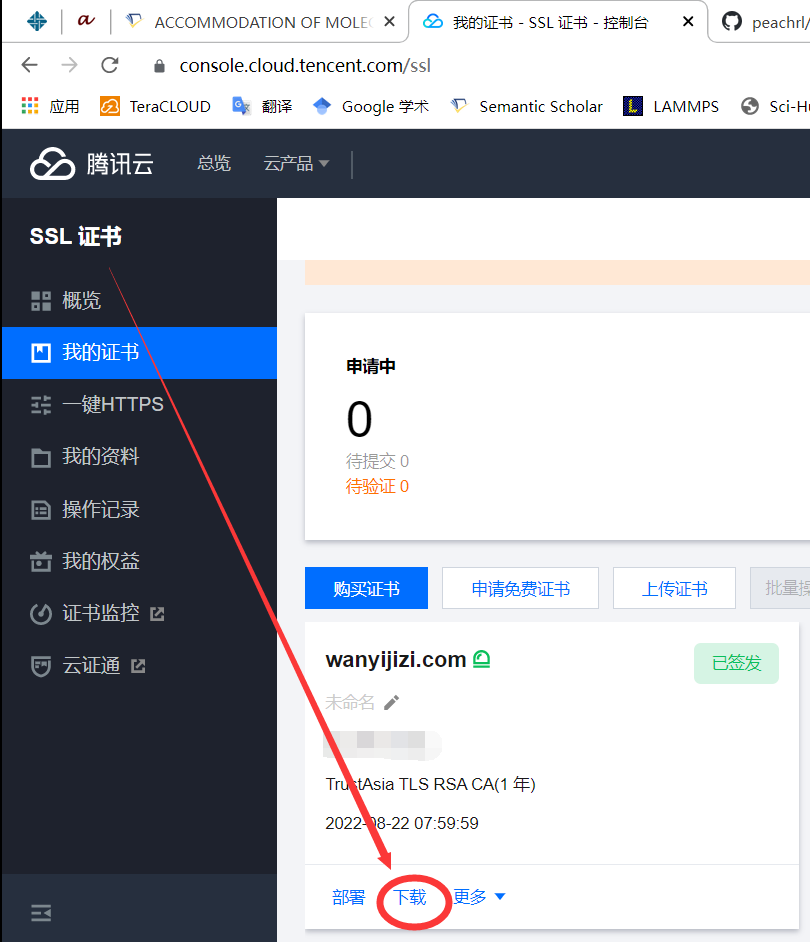 ACCOMMODATION OF MOLE
我的证书 - SSL 证书 - 控制台
peachrl/
console.cloud.tencent.com/ssl
应用
TeraCLOUD
翻译
Google 学术
Semantic Scholar
LAMMPS
Sci-H
腾讯云
总览
云产品
SSL 证书
概览
我的证书
一键HTTPS
我的资料
操作记录
我的权益
证书监控
云证通
申请中
0
待提交 0
待验证 0
购买证书
申请免费证书
上传证书
批量操
wanyijizi.com
已签发
未命名
TrustAsia TLS RSA CA(1 年)
2022-08-22 07:59:59
部署
下载
更多